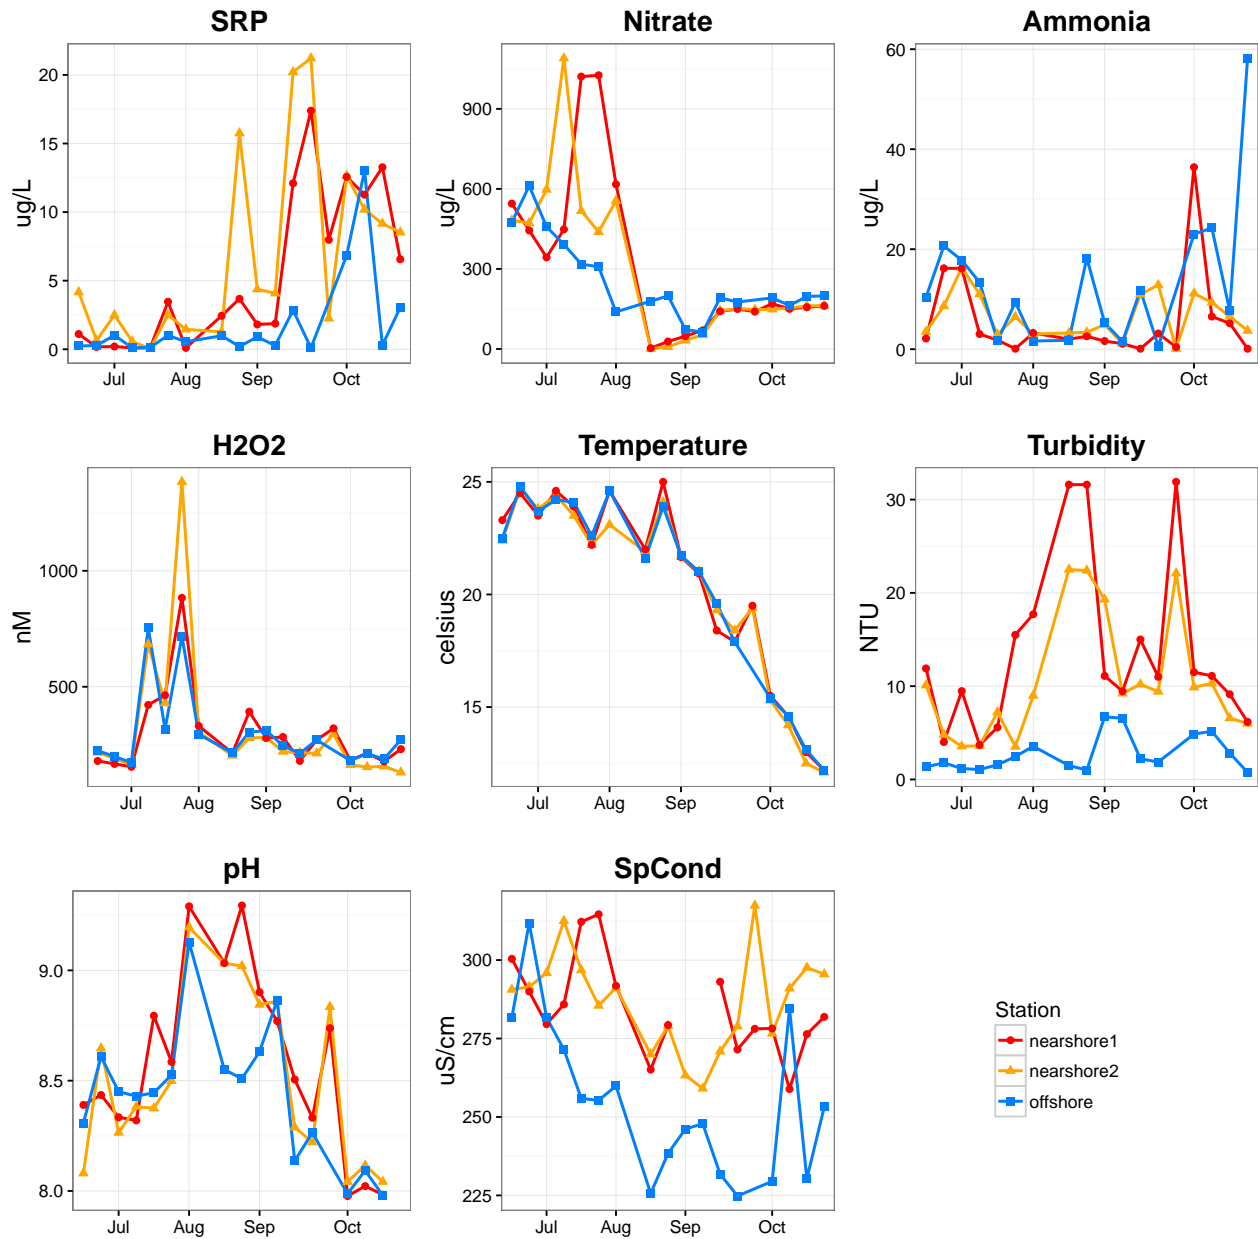 SRP
Nitrate
Ammonia
ug/L
20
15
10
5
0
Jul Aug Sep Oct
ug/L
900
600
300
0
Jul Aug Sep Oct
ug/L
60
40
20
0
Jul Aug Sep Oct
H2O2
Temperature
Turbidity
nM
1000
500
Jul Aug Sep Oct
celsius
25
20
15
Jul Aug Sep Oct
NTU
30
20
10
0
Jul Aug Sep Oct
pH
SpCond
9.0
8.5
8.0
Jul Aug Sep Oct
uS/cm
300
275
250
225
Jul Aug Sep Oct
Station
nearshore1
nearshore2
offshore